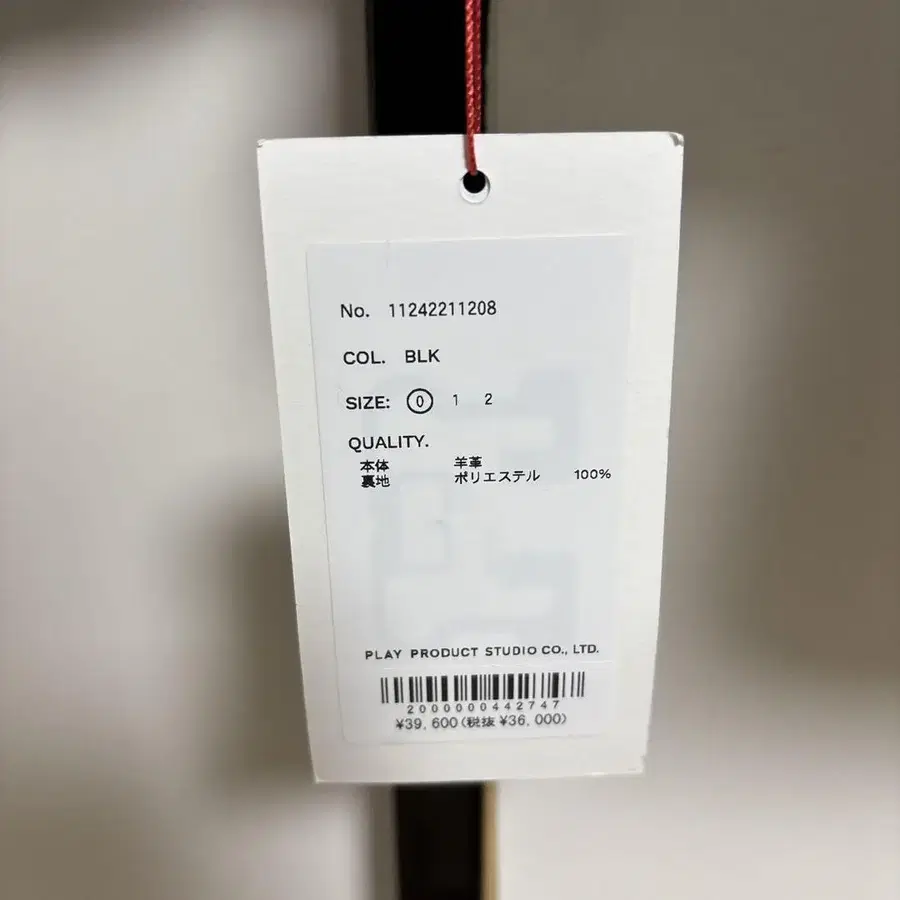 No. 11242211208
COL. BLK
SIZE: 0 1 2
QUALITY.
本体 羊革
裏地 ポリエステル 100%
PLAY PRODUCT STUDIO CO., LTD.
2000000442747
¥39,600(税抜 ¥36,000)